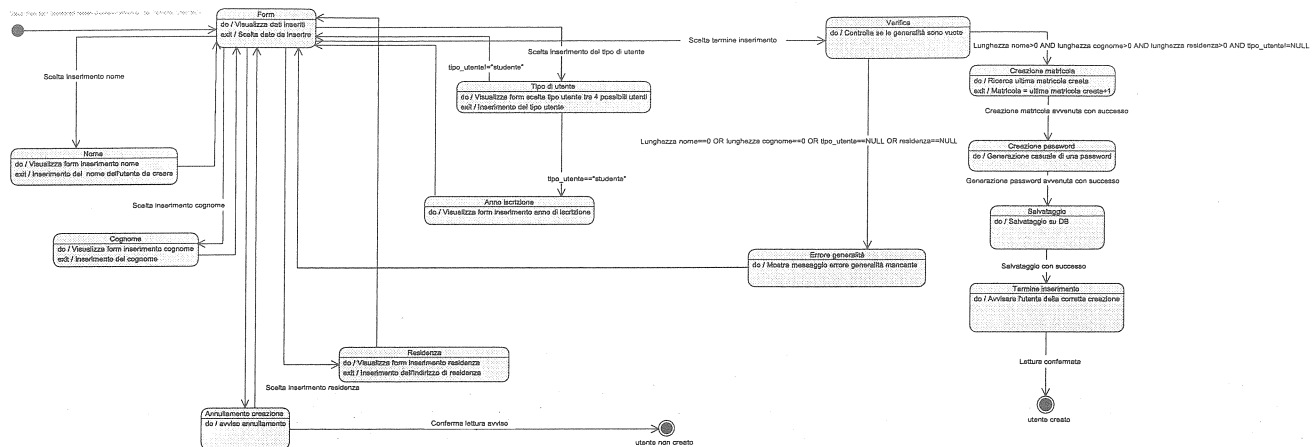 Form
do / Visualizza dati inseriti
exit / Scelta dato da insertre
Verifica
do / Controlla se le generalità sono vuote
Scelta termine inserimento
Scelta inserimento del tipo di utente
Lunghezza nome>0 AND lunghezza cognome>0 AND lunghezza residenza>0 AND tipo_utente!=NULL
Scelta inserimento nome
tipo_utente!="studente"
Creazione matricola
do / Ricerca ultima matricola creata
exit / Matricola = ultima matricola creata+1
Tipo di utente
do / Visualizza form scelta tipo utente tra 4 possibili utenti
exit / Inserimento del tipo utente
Creazione matricola avvenuta con successo
Lunghezza nome==0 OR lunghezza cognome==0 OR tipo_utente==NULL OR residenza==NULL
Creazione password
do / Generazione casuale di una password
Nome
do / Visualizza form inserimento nome
exit / Inserimento del nome dell'utente da creare
tipo_utente=="studente"
Generazione password avvenuta con successo
Scelta inserimento cognome
Anno iscrizione
do / Visualizza form inserimento anno di iscrizione
Salvataggio
do / Salvataggio su DB
Cognome
do / Visualizza form inserimento cognome
exit / Inserimento del cognome
Errore generalità
do / Mostra messaggio errore generalità mancante
Salvataggio con successo
Termine inserimento
do / Avvisare l'utente della corretta creazione
Residenza
do / Visualizza form inserimento residenza
exit / Inserimento dell'indirizzo di residenza
Lettura confermata
Scelta inserimento residenza
Annullamento creazione
do / avviso annullamento
Conferma lettura avviso
utente creato
utente non creato